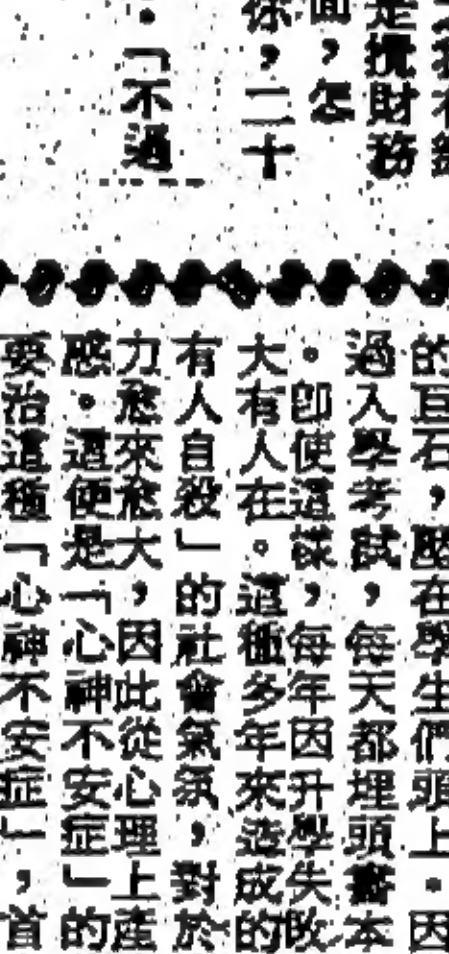 是攬財務
面，怎
你，二十
。「不過
的巨石，壓在學生們頭上。因
過入學考試，每天都埋頭書本
。即使這樣，每年因升學失敗
大有人在。這種多年來造成的
有人自殺」的社會氣氛，對於
力愈來愈大，因此從心理上產
感。這便是「心神不安症」的
要治這種「心神不安症」，首